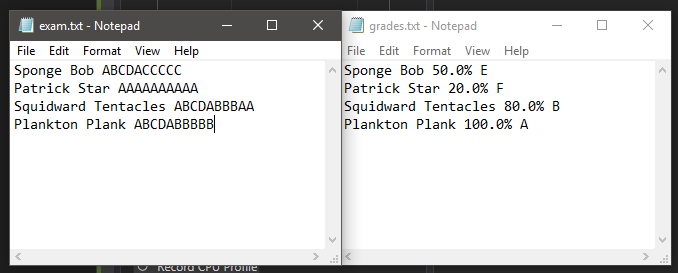 exam.txt - Notepad
File Edit Format View Help
Sponge Bob ABCDACCCCC
Patrick Star AAAAAAAAAA
Squidward Tentacles ABCDABBBAA
Plankton Plank ABCDABBBBB
grades.txt - Notepad
File Edit Format View Help
Sponge Bob 50.0% E
Patrick Star 20.0% F
Squidward Tentacles 80.0% B
Plankton Plank 100.0% A
Record CPU Profile